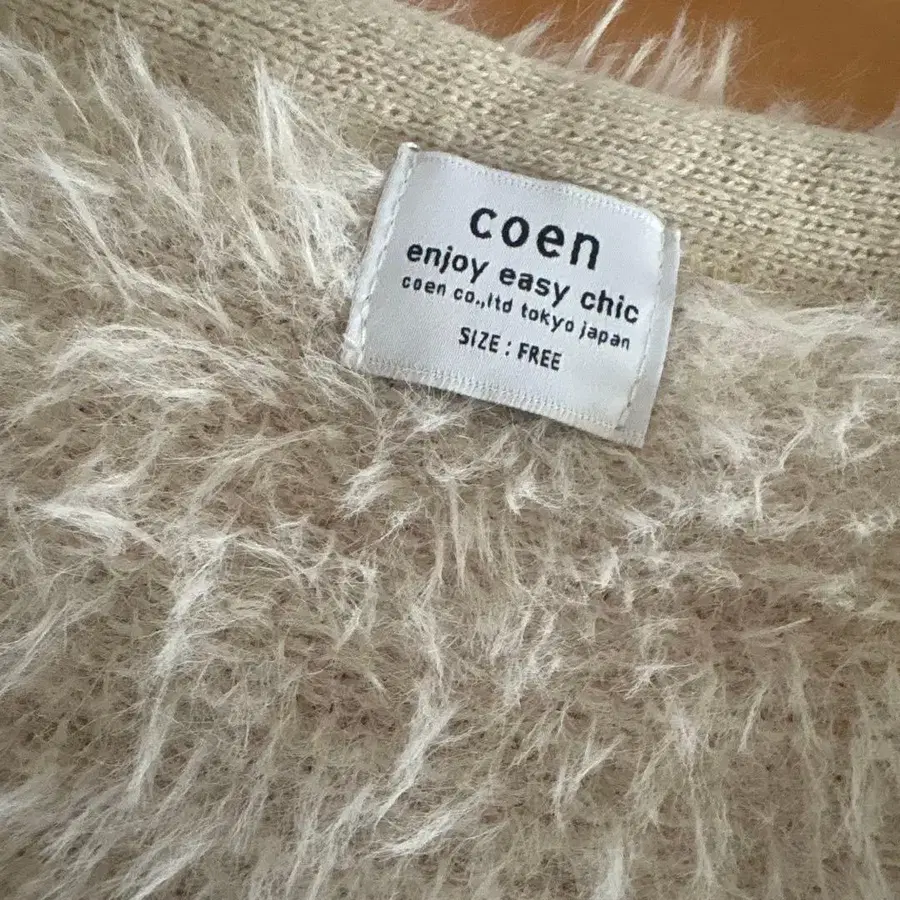 coen
enjoy easy chic
coen co.,ltd tokyo japan
SIZE : FREE